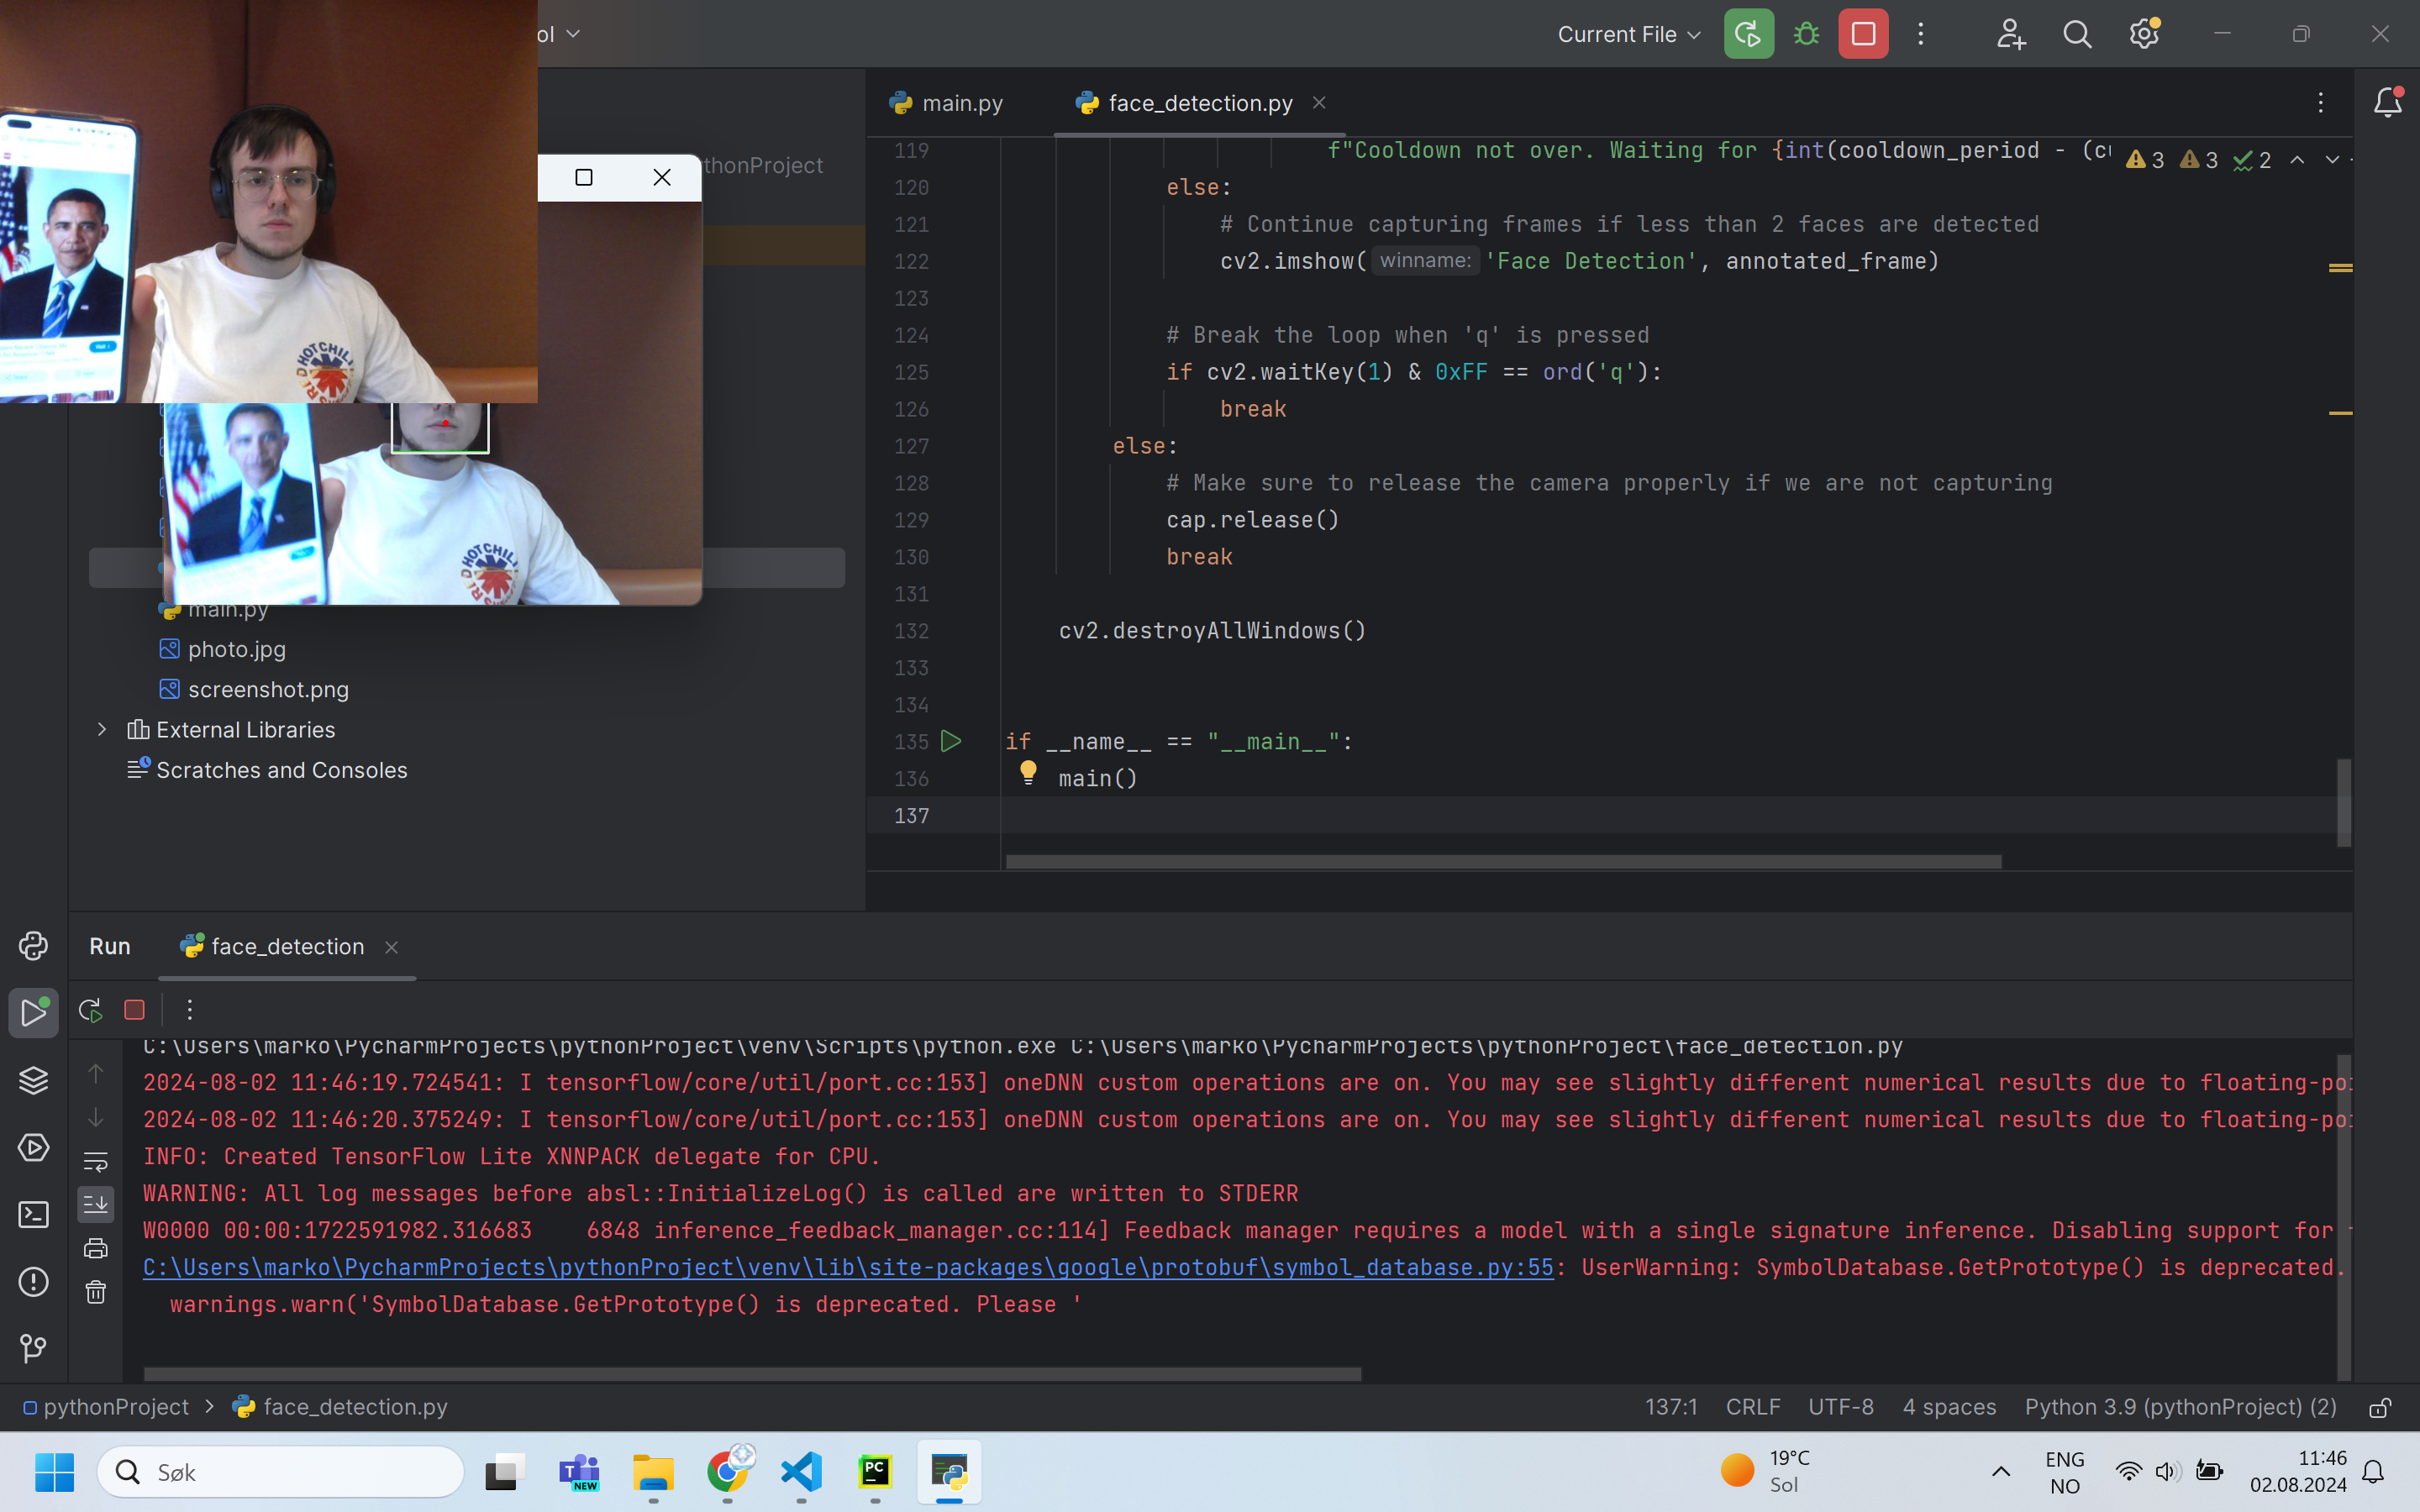 ol
Current File
thonProject
main.py
face_detection.py
119 f"Cooldown not over. Waiting for {int(cooldown_period - (cu
3 3 2
120 else:
121 # Continue capturing frames if less than 2 faces are detected
122 cv2.imshow( winname: 'Face Detection', annotated_frame)
123
124 # Break the loop when 'q' is pressed
125 if cv2.waitKey(1) & 0xFF == ord('q'):
126 break
127 else:
128 # Make sure to release the camera properly if we are not capturing
129 cap.release()
130 break
131
132 cv2.destroyAllWindows()
133
134
135 if __name__ == "__main__":
136 main()
137
HOT CHILI
HOT CHILI
main.py
photo.jpg
screenshot.png
External Libraries
Scratches and Consoles
Run face_detection
C:\Users\marko\PycharmProjects\pythonProject\venv\Scripts\python.exe C:\Users\marko\PycharmProjects\pythonProject\face_detection.py
2024-08-02 11:46:19.724541: I tensorflow/core/util/port.cc:153] oneDNN custom operations are on. You may see slightly different numerical results due to floating-poi
2024-08-02 11:46:20.375249: I tensorflow/core/util/port.cc:153] oneDNN custom operations are on. You may see slightly different numerical results due to floating-poi
INFO: Created TensorFlow Lite XNNPACK delegate for CPU.
WARNING: All log messages before absl::InitializeLog() is called are written to STDERR
W0000 00:00:1722591982.316683    6848 inference_feedback_manager.cc:114] Feedback manager requires a model with a single signature inference. Disabling support for
C:\Users\marko\PycharmProjects\pythonProject\venv\lib\site-packages\google\protobuf\symbol_database.py:55: UserWarning: SymbolDatabase.GetPrototype() is deprecated.
warnings.warn('SymbolDatabase.GetPrototype() is deprecated. Please '
pythonProject > face_detection.py
137:1 CRLF UTF-8 4 spaces Python 3.9 (pythonProject) (2)
Søk
NEW
PC
19°C
Sol
ENG
NO
11:46
02.08.2024